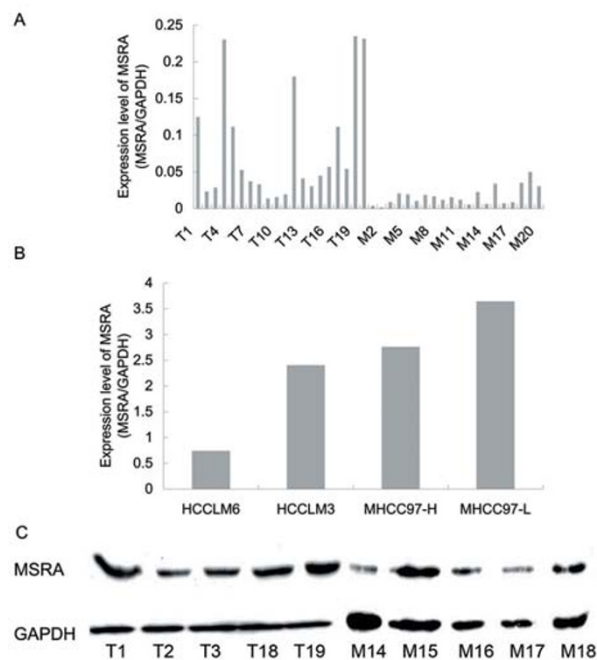 A
Expression level of MSRA
(MSRA/GAPDH)
0.25
0.2
0.15
0.1
0.05
0
T1 T4 T7 T10 T13 T16 T19 M2 M5 M8 M11 M14 M17 M20
B
Expression level of MSRA
(MSRA/GAPDH)
4
3.5
3
2.5
2
1.5
1
0.5
0
HCCLM6 HCCLM3 MHCC97-H MHCC97-L
C
MSRA
GAPDH
T1 T2 T3 T18 T19 M14 M15 M16 M17 M18